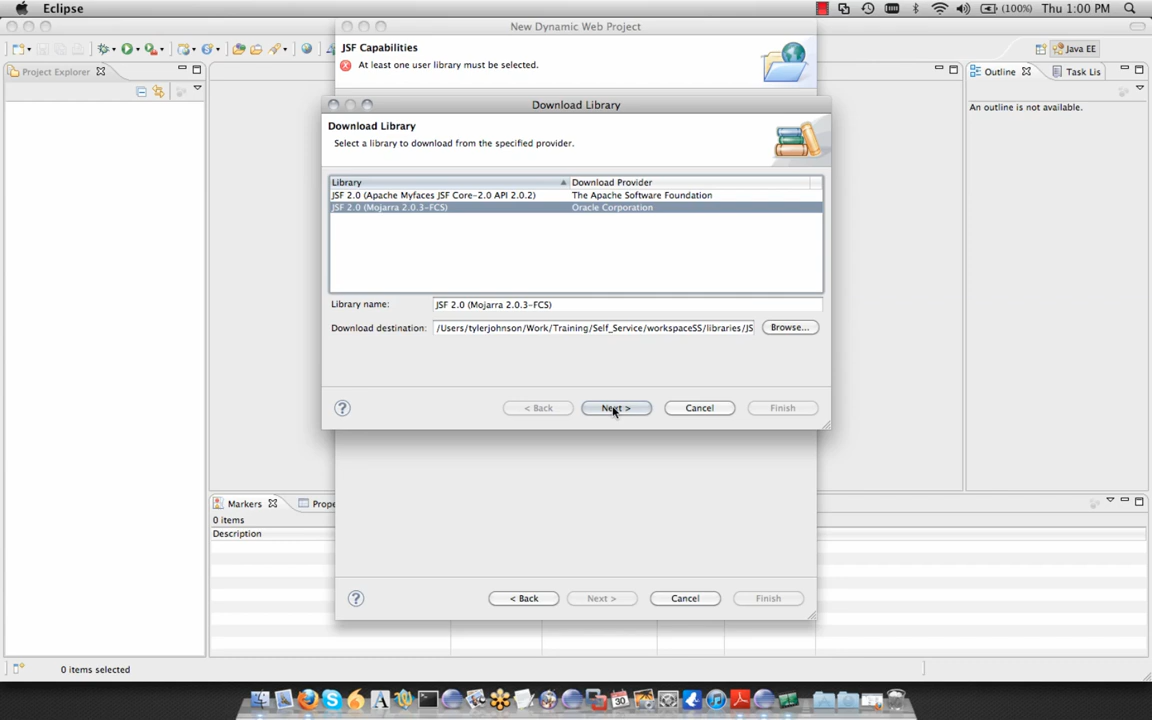 Eclipse
(100%) Thu 1:00 PM
New Dynamic Web Project
JSF Capabilities
At least one user library must be selected.
Java EE
Project Explorer
Outline
Task Lis
An outline is not available.
Download Library
Download Library
Select a library to download from the specified provider.
Library
Download Provider
JSF 2.0 (Apache Myfaces JSF Core-2.0 API 2.0.2)
The Apache Software Foundation
JSF 2.0 (Mojarra 2.0.3-FCS)
Oracle Corporation
Library name:
JSF 2.0 (Mojarra 2.0.3-FCS)
Download destination:
/Users/tylerjohnson/Work/Training/Self_Service/workspaceSS/libraries/JS
Browse...
< Back
Next >
Cancel
Finish
Markers
Prope
0 items
Description
< Back
Next >
Cancel
Finish
0 items selected